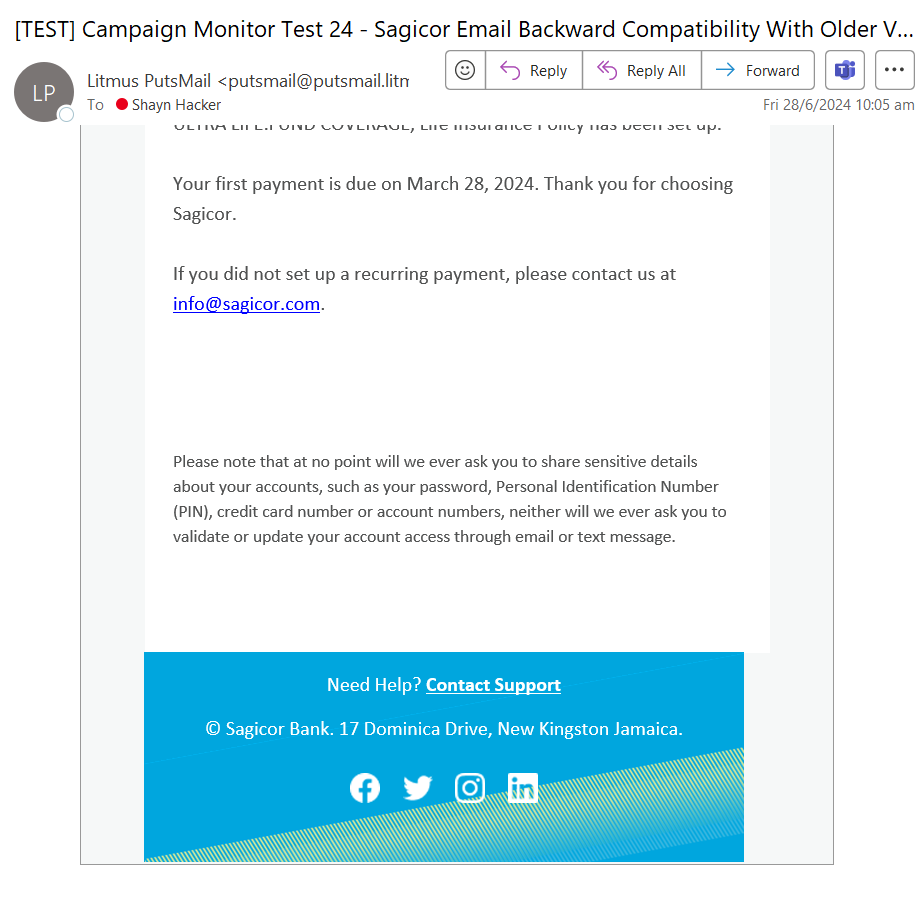 [TEST] Campaign Monitor Test 24 - Sagicor Email Backward Compatibility With Older V...
LP
Litmus PutsMail <putsmail@putsmail.litm
Reply
Reply All
Forward
To Shayn Hacker
Fri 28/6/2024 10:05 am
ULTRA LIFE:FUND COVERAGE, Life Insurance Policy has been set up.
Your first payment is due on March 28, 2024. Thank you for choosing
Sagicor.
If you did not set up a recurring payment, please contact us at
info@sagicor.com.
Please note that at no point will we ever ask you to share sensitive details
about your accounts, such as your password, Personal Identification Number
(PIN), credit card number or account numbers, neither will we ever ask you to
validate or update your account access through email or text message.
Need Help? Contact Support
© Sagicor Bank. 17 Dominica Drive, New Kingston Jamaica.